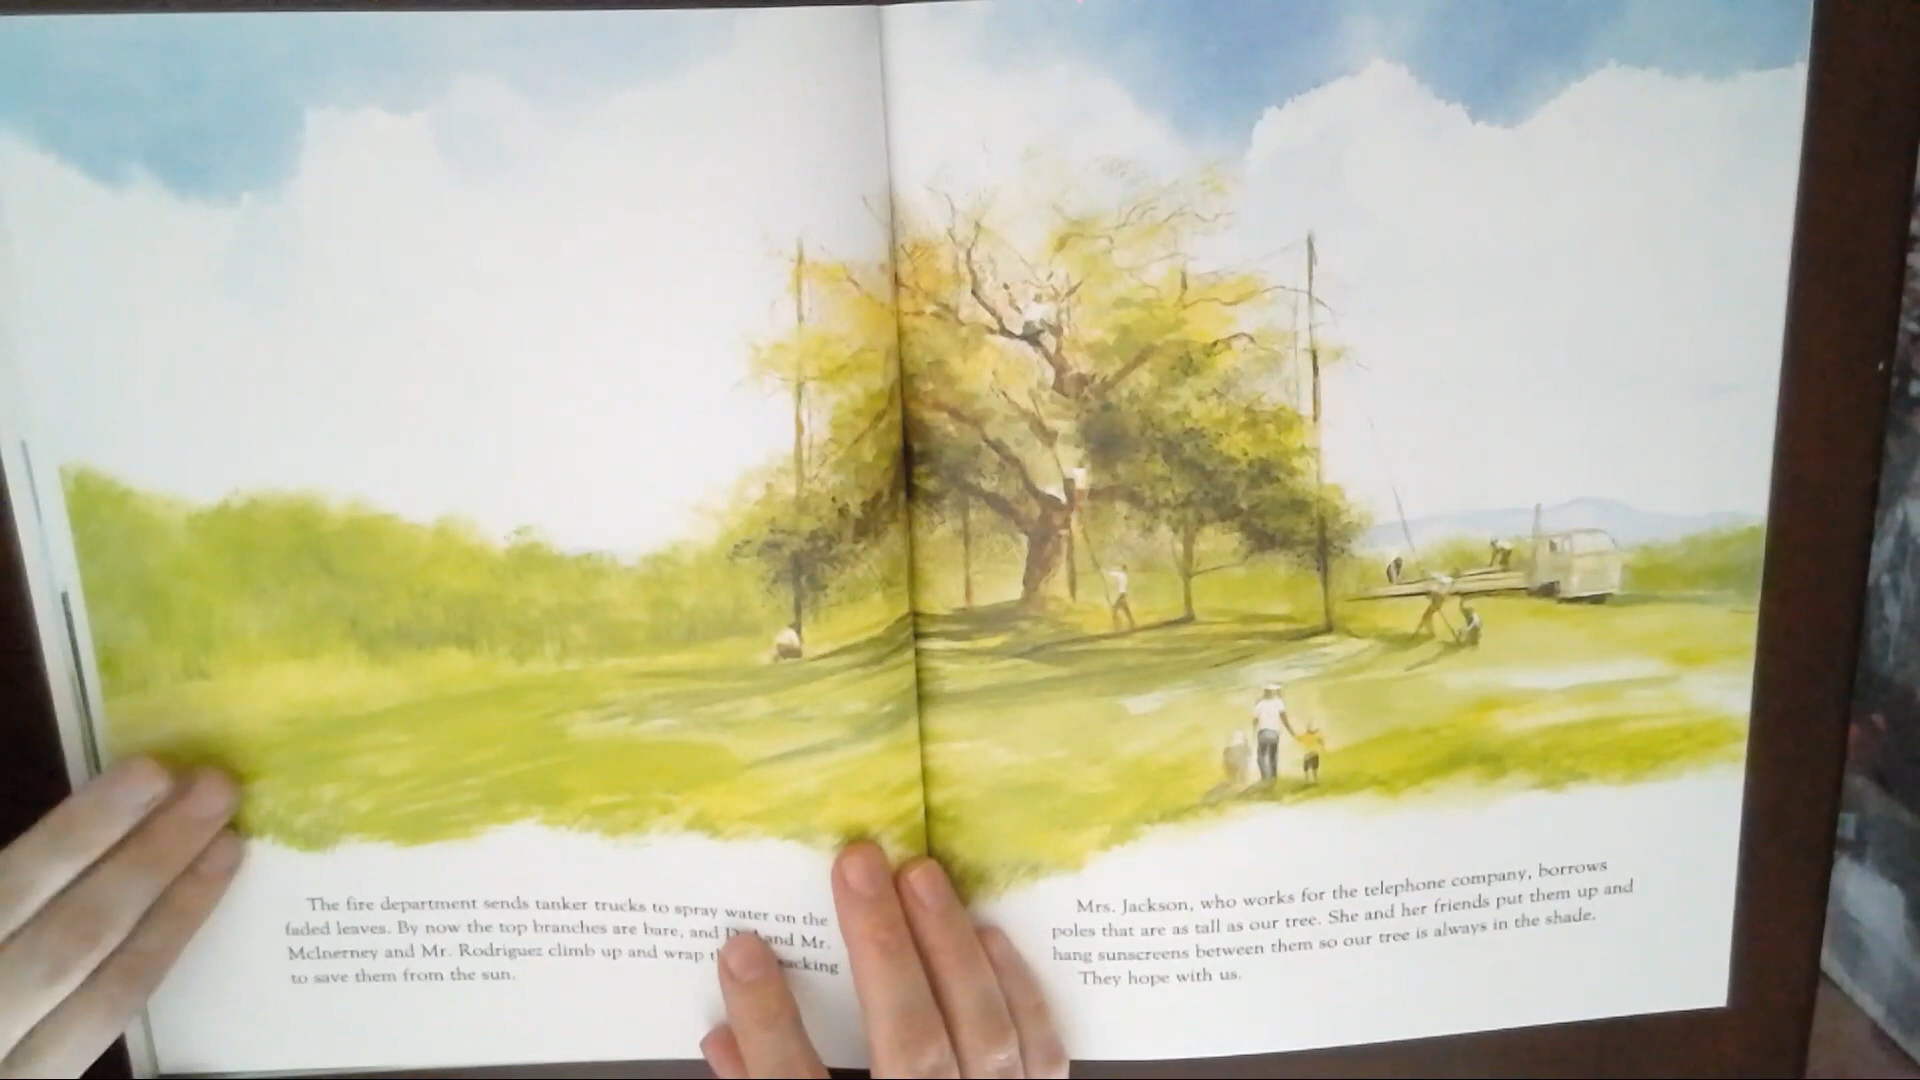 The fire department sends tanker trucks to spray water on the
faded leaves. By now the top branches are bare, and and Mr.
McInerney and Mr. Rodriguez climb up and wrap
to save them from the sun.
Mrs. Jackson, who works for the telephone company, borrows
poles that are as tall as our tree. She and her friends put them up and
hang sunscreens between them so our tree is always in the shade.
They hope with us.